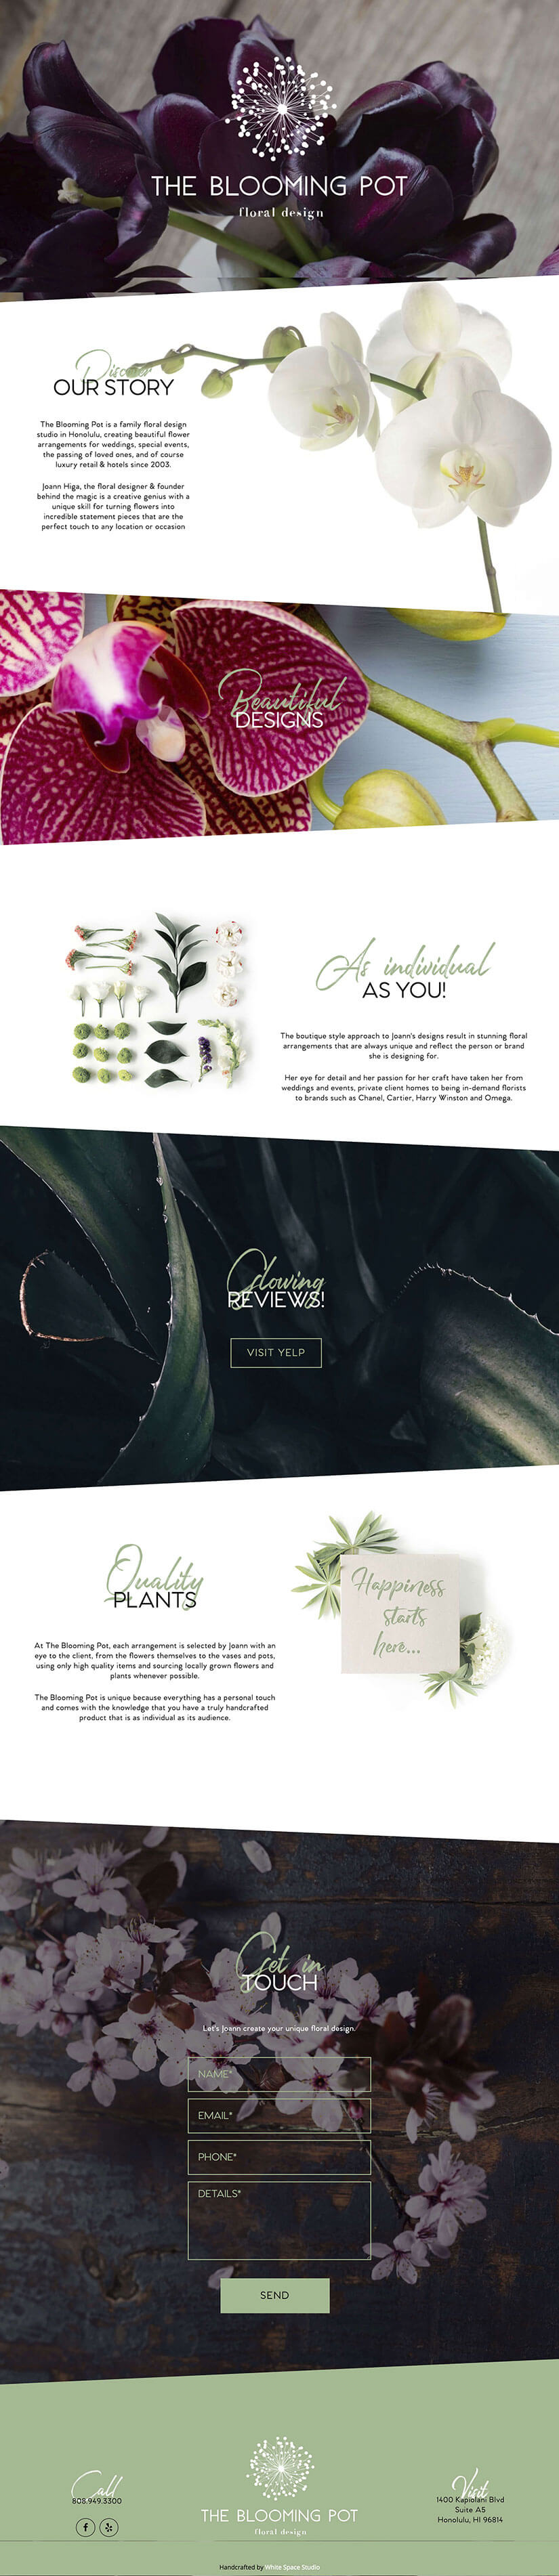 THE BLOOMING POT
floral design
Discover
OUR STORY
The Blooming Pot is a family floral design
studio in Honolulu, creating beautiful flower
arrangements for weddings, special events,
the passing of loved ones, and of course
luxury retail & hotels since 2003.
Joann Higa, the floral designer & founder
behind the magic is a creative genius with a
unique skill for turning flowers into
incredible statement pieces that are the
perfect touch to any location or occasion
Beautiful
DESIGNS
As individual
AS YOU!
The boutique style approach to Joann's designs result in stunning floral
arrangements that are always unique and reflect the person or brand
she is designing for.
Her eye for detail and her passion for her craft have taken her from
weddings and events, private client homes to being in-demand florists
to brands such as Chanel, Cartier, Harry Winston and Omega.
Glowing
REVIEWS!
VISIT YELP
Quality
PLANTS
Happiness
starts
here...
At The Blooming Pot, each arrangement is selected by Joann with an
eye to the client, from the flowers themselves to the vases and pots,
using only high quality items and sourcing locally grown flowers and
plants whenever possible.
The Blooming Pot is unique because everything has a personal touch
and comes with the knowledge that you have a truly handcrafted
product that is as individual as its audience.
Get in
TOUCH
Let's Joann create your unique floral design.
NAME*
EMAIL*
PHONE*
DETAILS*
SEND
Call
808.949.3300
THE BLOOMING POT
floral design
Visit
1400 Kapiolani Blvd
Suite A5
Honolulu, HI 96814
Handcrafted by White Space Studio